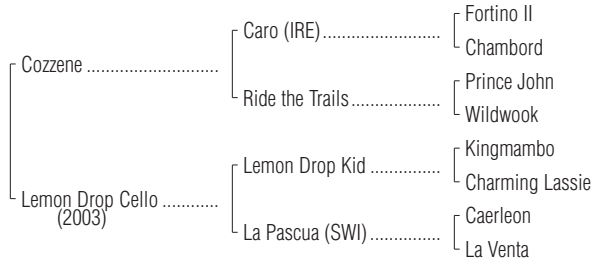 Fortino II
Caro (IRE)........................
Chambord
Cozzene ...........................
Prince John
Ride the Trails..................
Wildwook
Kingmambo
Lemon Drop Kid ..............
Charming Lassie
Lemon Drop Cello ...........
(2003)
Caerleon
La Pascua (SWI)..............
La Venta